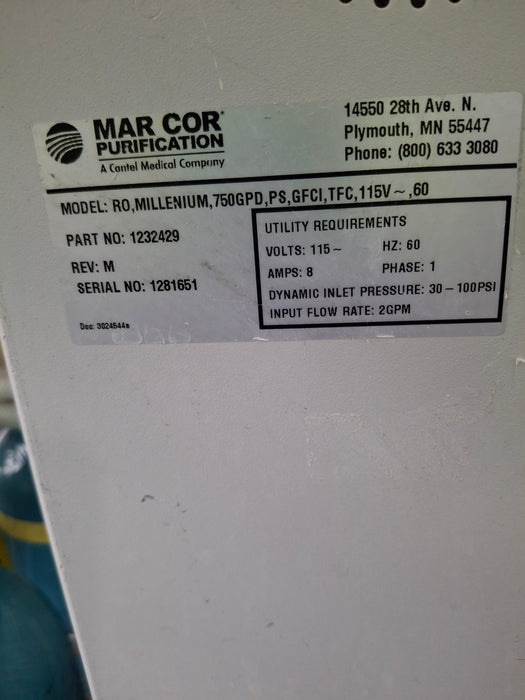 MAR COR
PURIFICATION
A Cantel Medical Company
14550 28th Ave. N.
Plymouth, MN 55447
Phone: (800) 633 3080
MODEL: RO,MILLENIUM,750GPD,PS,GFCI,TFC,115V~,60
PART NO: 1232429
REV: M
SERIAL NO: 1281651
Doc: 3024544e
UTILITY REQUIREMENTS
VOLTS: 115~ HZ: 60
AMPS: 8 PHASE: 1
DYNAMIC INLET PRESSURE: 30 – 100PSI
INPUT FLOW RATE: 2GPM